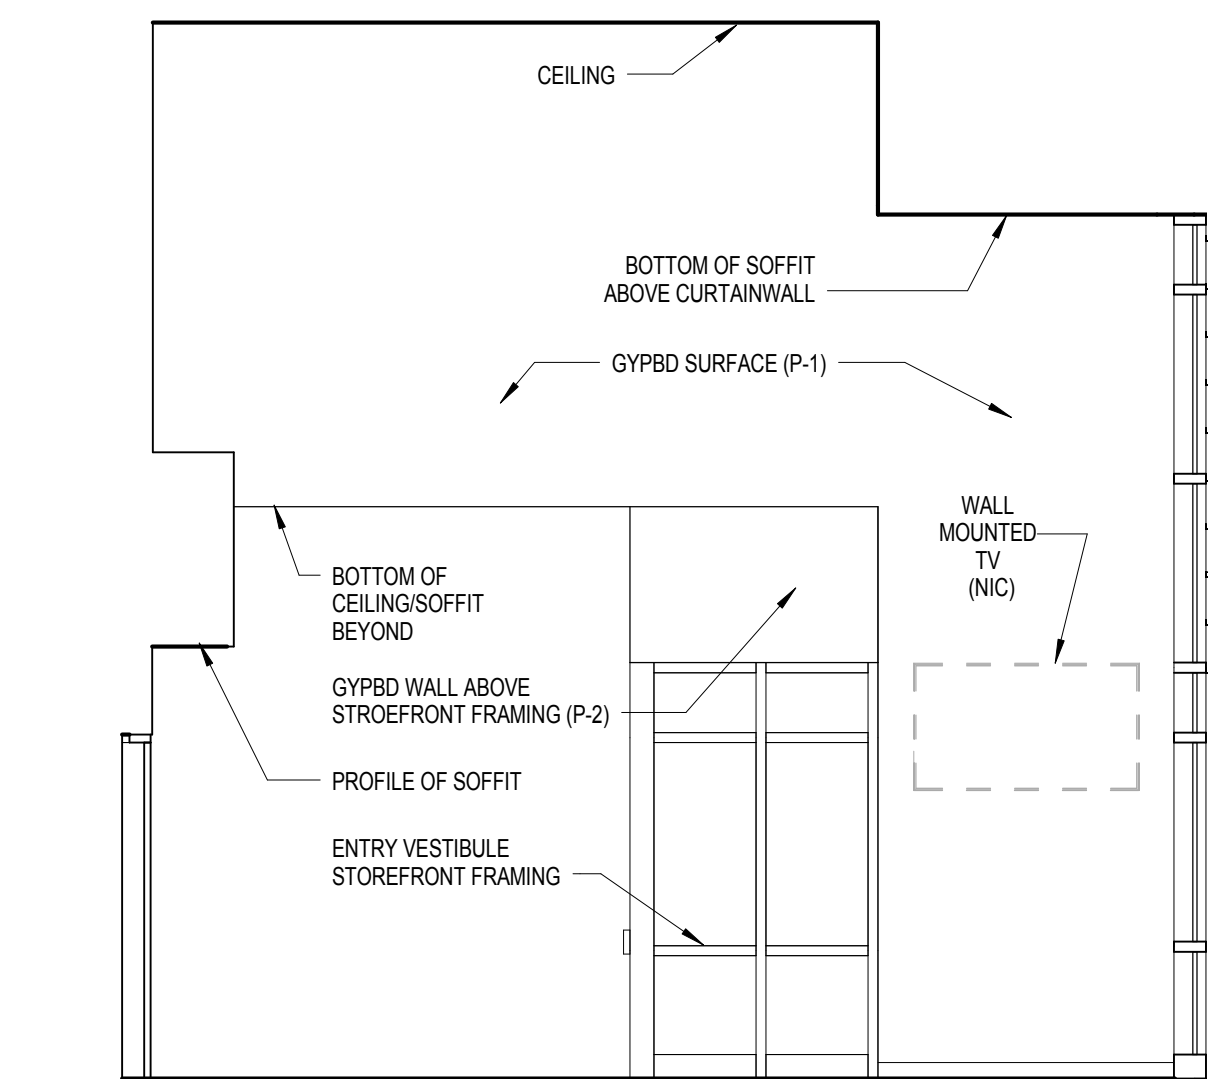 CEILING
BOTTOM OF SOFFIT
ABOVE CURTAINWALL
GYPBD SURFACE (P-1)
WALL
MOUNTED
TV
(NIC)
BOTTOM OF
CEILING/SOFFIT
BEYOND
GYPBD WALL ABOVE
STROEFRONT FRAMING (P-2)
PROFILE OF SOFFIT
ENTRY VESTIBULE
STOREFRONT FRAMING